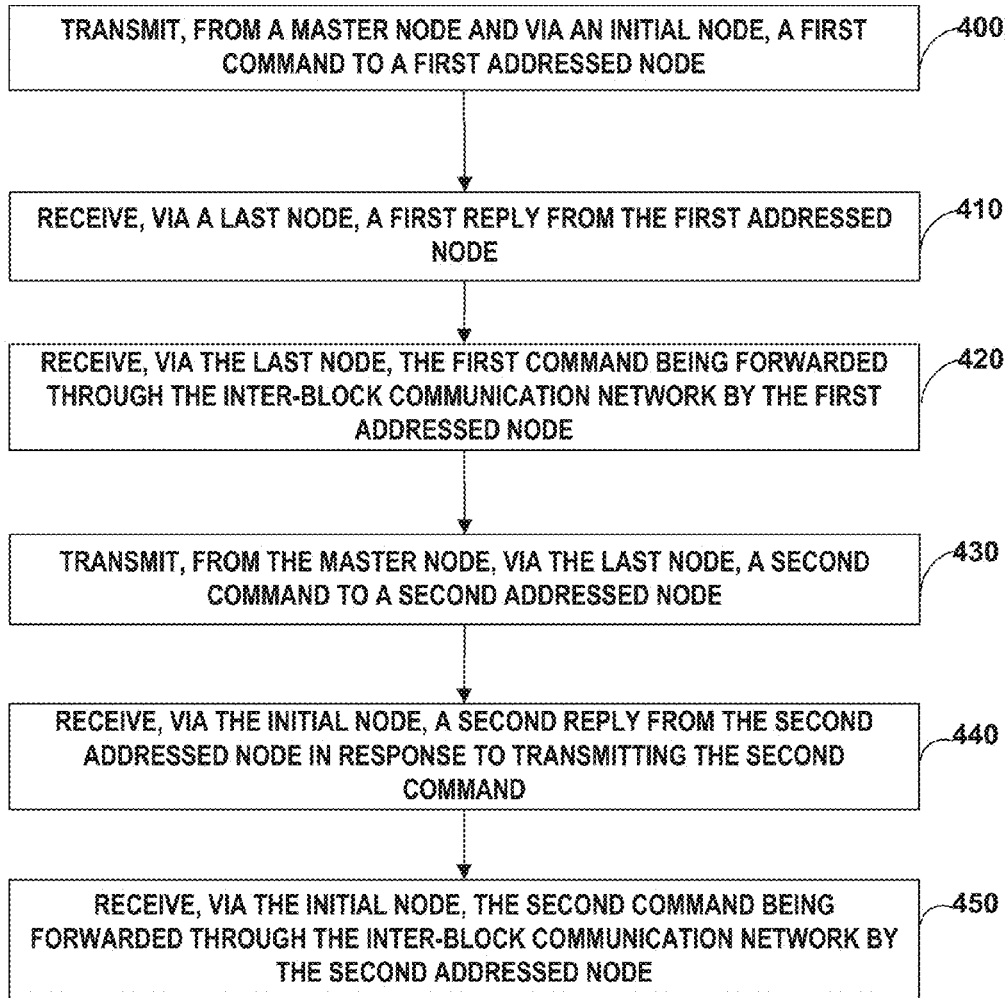 TRANSMIT, FROM A MASTER NODE AND VIA AN INITIAL NODE, A FIRST
COMMAND TO A FIRST ADDRESSED NODE
400
RECEIVE, VIA A LAST NODE, A FIRST REPLY FROM THE FIRST ADDRESSED
NODE
410
RECEIVE, VIA THE LAST NODE, THE FIRST COMMAND BEING FORWARDED
THROUGH THE INTER-BLOCK COMMUNICATION NETWORK BY THE FIRST
ADDRESSED NODE
420
TRANSMIT, FROM THE MASTER NODE, VIA THE LAST NODE, A SECOND
COMMAND TO A SECOND ADDRESSED NODE
430
RECEIVE, VIA THE INITIAL NODE, A SECOND REPLY FROM THE SECOND
ADDRESSED NODE IN RESPONSE TO TRANSMITTING THE SECOND
COMMAND
440
RECEIVE, VIA THE INITIAL NODE, THE SECOND COMMAND BEING
FORWARDED THROUGH THE INTER-BLOCK COMMUNICATION NETWORK BY
THE SECOND ADDRESSED NODE
450